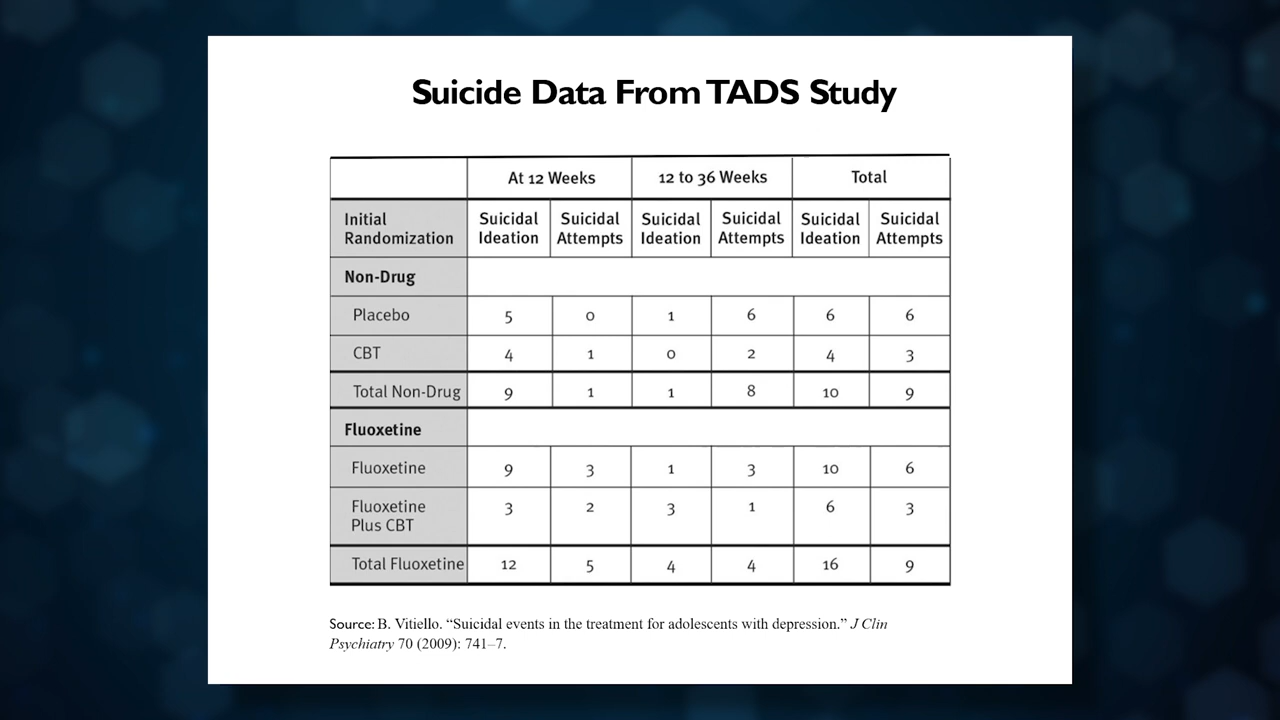 Suicide Data From TADS Study
At 12 Weeks 12 to 36 Weeks Total
Initial Randomization Suicidal Ideation Suicidal Attempts Suicidal Ideation Suicidal Attempts Suicidal Ideation Suicidal Attempts
Non-Drug
Placebo 5 0 1 6 6 6
CBT 4 1 0 2 4 3
Total Non-Drug 9 1 1 8 10 9
Fluoxetine
Fluoxetine 9 3 1 3 10 6
Fluoxetine Plus CBT 3 2 3 1 6 3
Total Fluoxetine 12 5 4 4 16 9
Source: B. Vitiello. “Suicidal events in the treatment for adolescents with depression.” J Clin
Psychiatry 70 (2009): 741–7.